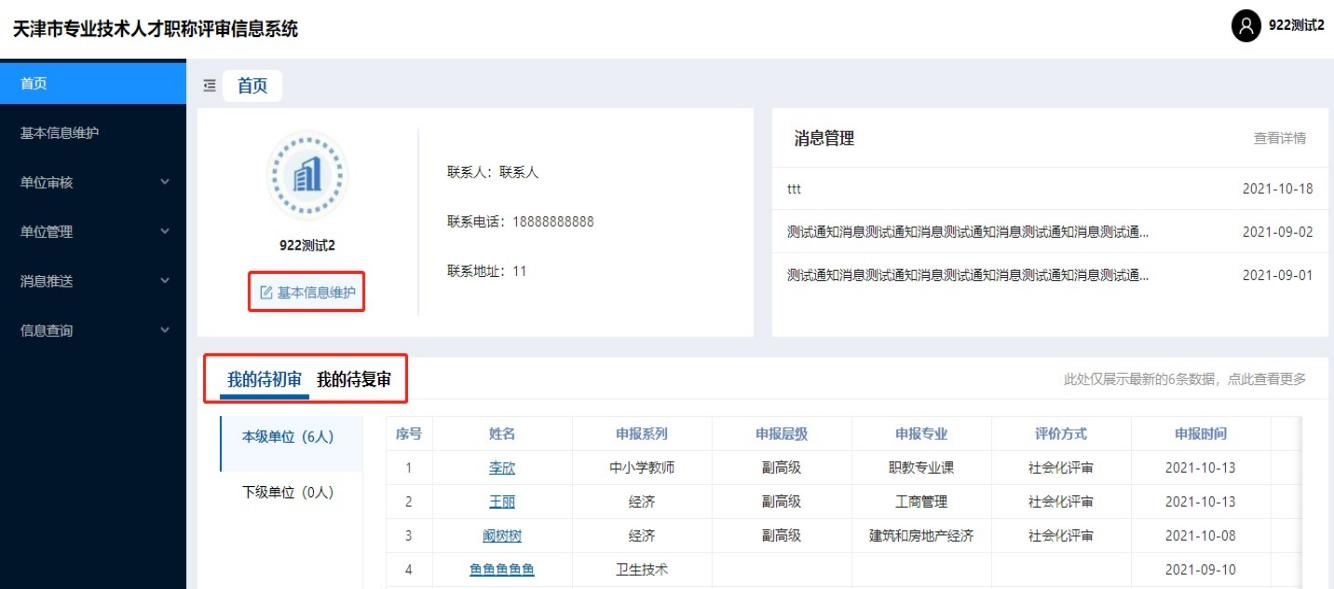 天津市专业技术人才职称评审信息系统
922测试2
首页
基本信息维护
单位审核
单位管理
消息推送
信息查询
首页
922测试2
基本信息维护
联系人：联系人
联系电话：18888888888
联系地址：11
消息管理 查看详情
ttt 2021-10-18
测试通知消息测试通知消息测试通知消息测试通知消息测试通... 2021-09-02
测试通知消息测试通知消息测试通知消息测试通知消息测试通... 2021-09-01
我的待初审 我的待复审 此处仅展示最新的6条数据，点此查看更多
本级单位（6人）
下级单位（0人）
序号 姓名 申报系列 申报层级 申报专业 评价方式 申报时间
1 李欣 中小学教师 副高级 职教专业课 社会化评审 2021-10-13
2 王丽 经济 副高级 工商管理 社会化评审 2021-10-13
3 阚树树 经济 副高级 建筑和房地产经济 社会化评审 2021-10-08
4 鱼鱼鱼鱼鱼 卫生技术 2021-09-10